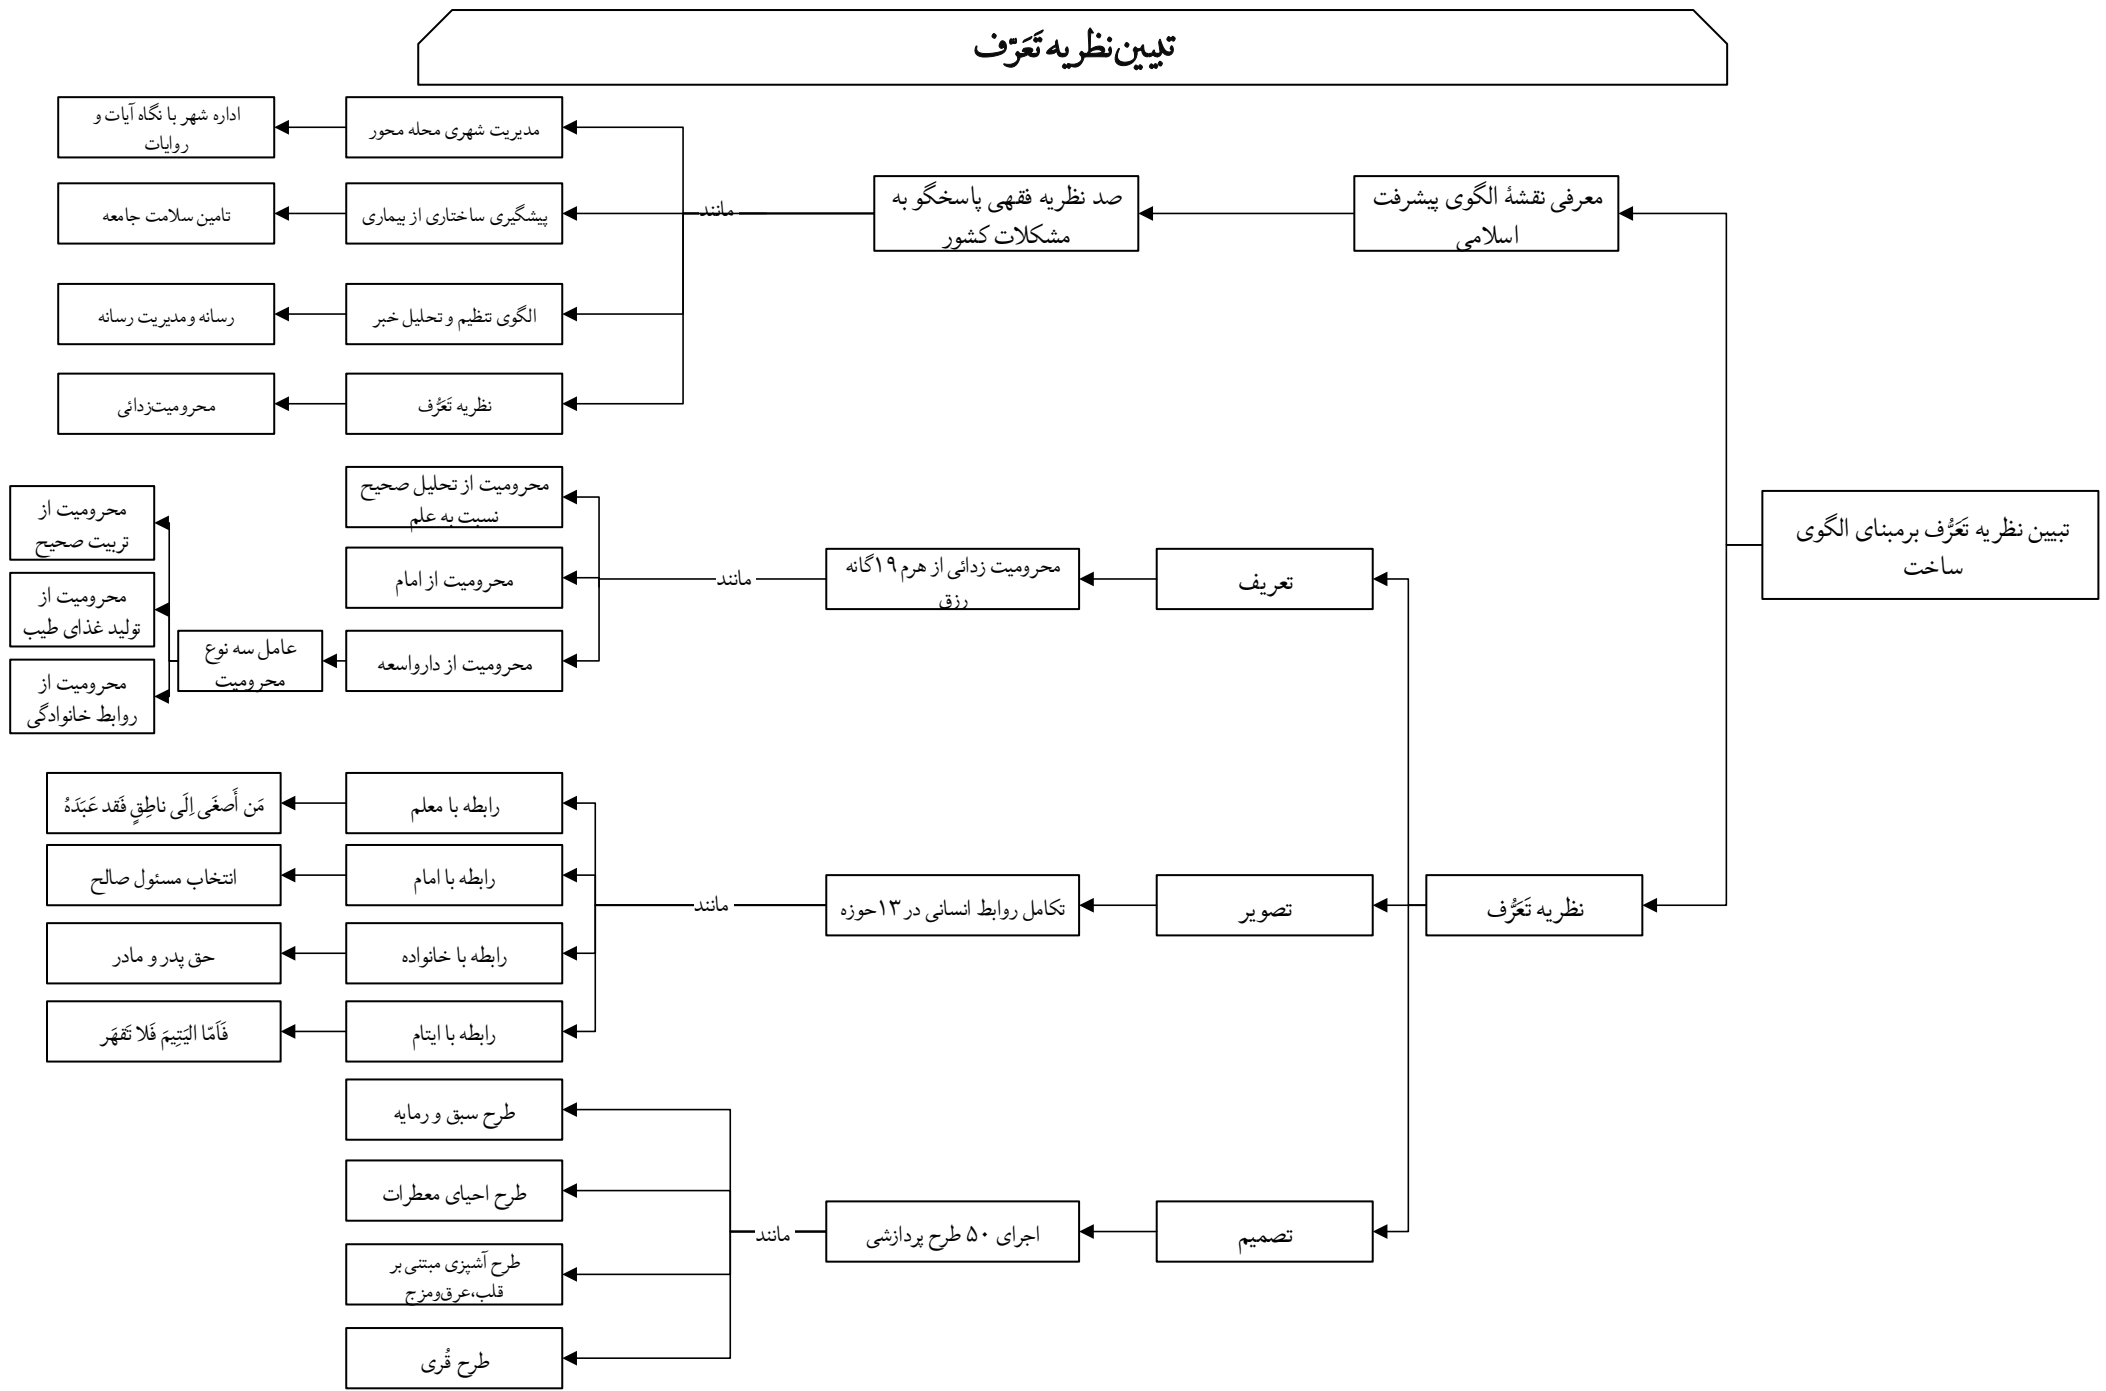 تبیین نظریه تَعَرّف
تبیین نظریه تَعَرُّف برمبنای الگوی
ساخت
معرفی نقشهٔ الگوی پیشرفت
اسلامی
صد نظریه فقهی پاسخگو به
مشکلات کشور
مانند
مدیریت شهری محله محور
اداره شهر با نگاه آیات و
روایات
پیشگیری ساختاری از بیماری
تامین سلامت جامعه
الگوی تنظیم و تحلیل خبر
رسانه ومدیریت رسانه
نظریه تَعَرُّف
محرومیت‌زدائی
نظریه تَعَرُّف
تعریف
محرومیت زدائی از هرم ۱۹گانه
رزق
مانند
محرومیت از تحلیل صحیح
نسبت به علم
محرومیت از امام
محرومیت از دارواسعه
عامل سه نوع
محرومیت
محرومیت از
تربیت صحیح
محرومیت از
تولید غذای طیب
محرومیت از
روابط خانوادگی
تصویر
تکامل روابط انسانی در ۱۳حوزه
مانند
رابطه با معلم
مَن أَصغَی اِلَی ناطِقٍ فَقد عَبَدَهُ
رابطه با امام
انتخاب مسئول صالح
رابطه با خانواده
حق پدر و مادر
رابطه با ایتام
فَاَمّا الیَتِیمَ فَلا تَقهَر
تصمیم
اجرای ۵۰ طرح پردازشی
مانند
طرح سبق و رمایه
طرح احیای معطرات
طرح آشپزی مبتنی بر
قلب،عرق‌ومزج
طرح قُری